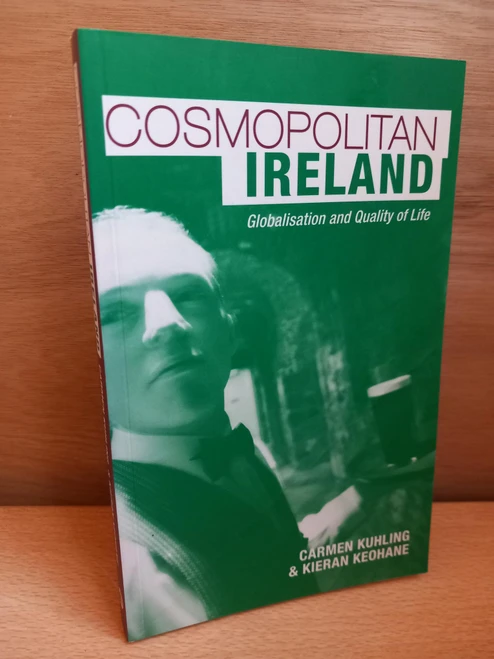 COSMOPOLITAN
IRELAND
Globalisation and Quality of Life
CARMEN KUHLING
& KIERAN KEOHANE